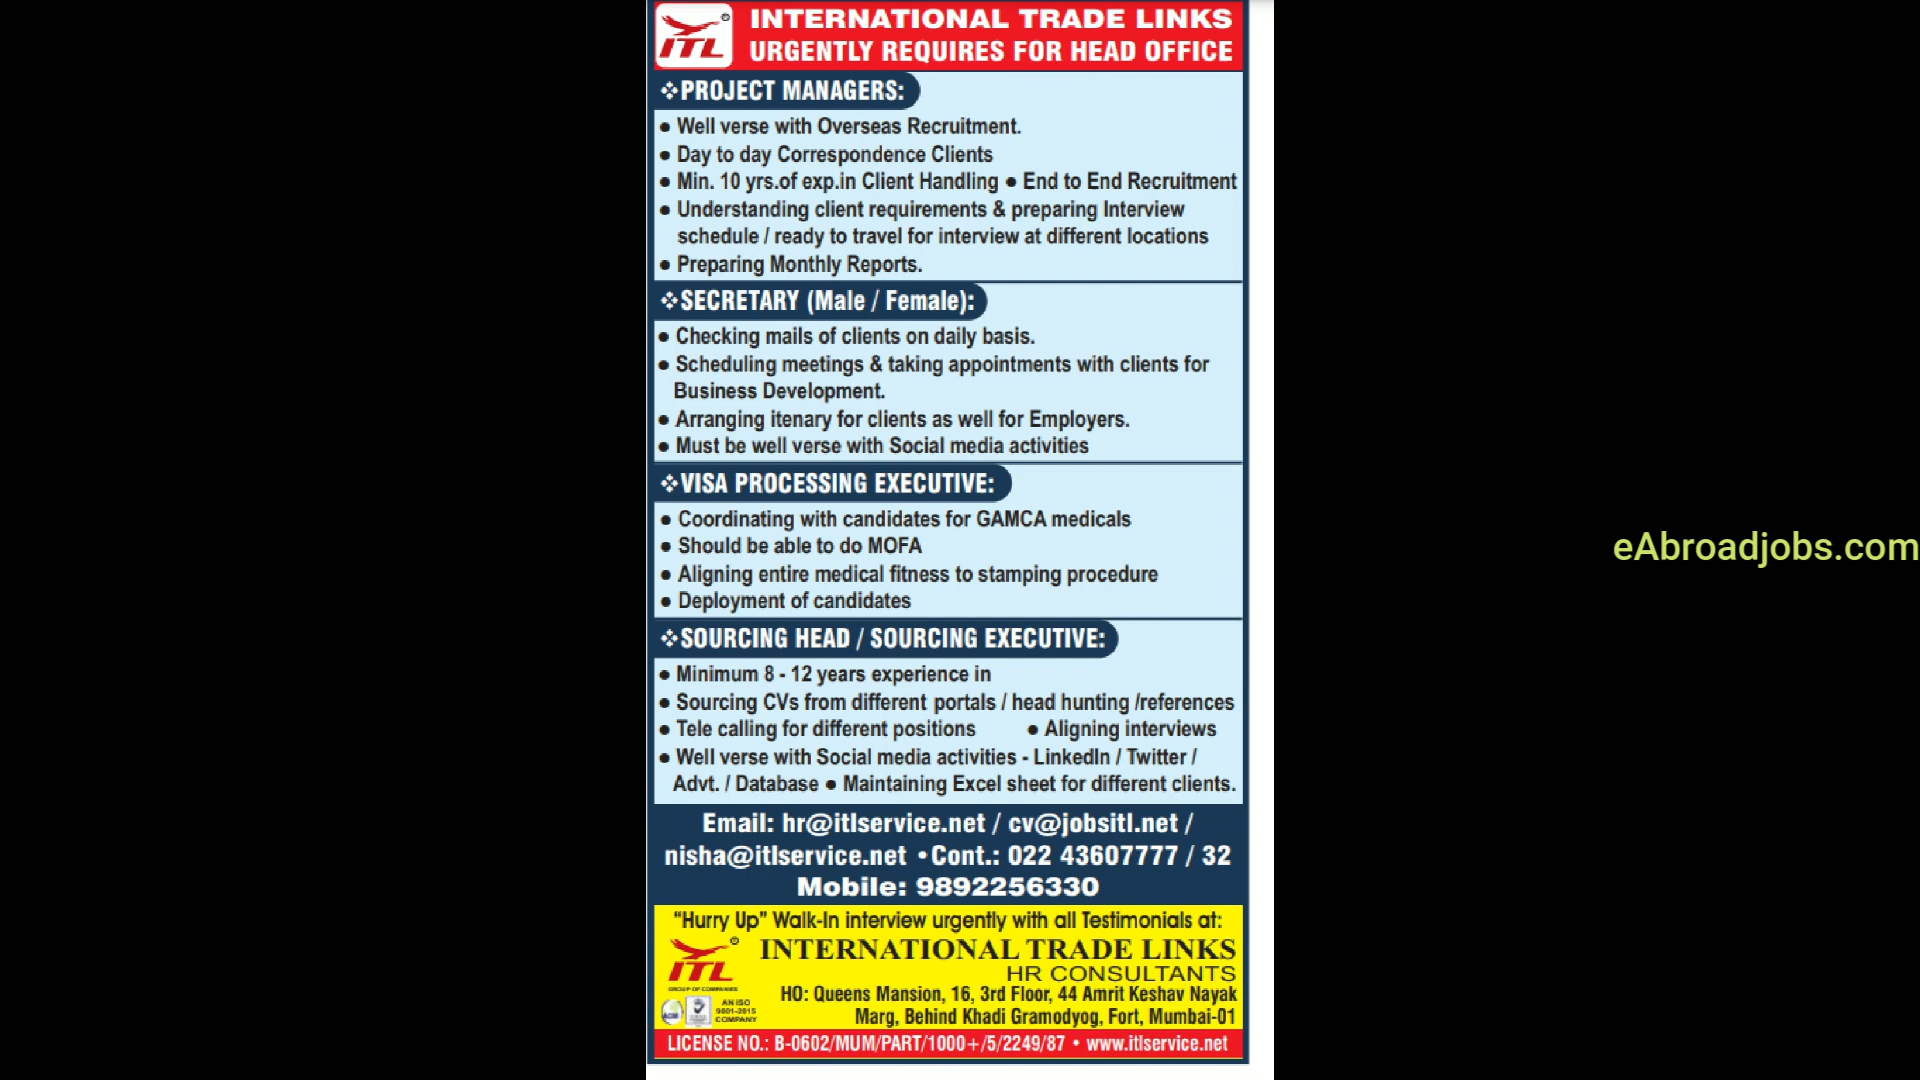 ITL
INTERNATIONAL TRADE LINKS
URGENTLY REQUIRES FOR HEAD OFFICE
❖PROJECT MANAGERS:
● Well verse with Overseas Recruitment.
● Day to day Correspondence Clients
● Min. 10 yrs.of exp.in Client Handling ● End to End Recruitment
● Understanding client requirements & preparing Interview
schedule / ready to travel for interview at different locations
● Preparing Monthly Reports.
❖SECRETARY (Male / Female):
● Checking mails of clients on daily basis.
● Scheduling meetings & taking appointments with clients for
Business Development.
● Arranging itenary for clients as well for Employers.
● Must be well verse with Social media activities
❖VISA PROCESSING EXECUTIVE:
● Coordinating with candidates for GAMCA medicals
● Should be able to do MOFA
● Aligning entire medical fitness to stamping procedure
● Deployment of candidates
❖SOURCING HEAD / SOURCING EXECUTIVE:
● Minimum 8 - 12 years experience in
● Sourcing CVs from different portals / head hunting /references
● Tele calling for different positions ● Aligning interviews
● Well verse with Social media activities - LinkedIn / Twitter /
Advt. / Database ● Maintaining Excel sheet for different clients.
Email: hr@itlservice.net / cv@jobsitl.net /
nisha@itlservice.net • Cont.: 022 43607777 / 32
Mobile: 9892256330
“Hurry Up” Walk-In interview urgently with all Testimonials at:
ITL
GROUP OF COMPANIES
INTERNATIONAL TRADE LINKS
HR CONSULTANTS
ACM
AN ISO
9001-2015
COMPANY
HO: Queens Mansion, 16, 3rd Floor, 44 Amrit Keshav Nayak
Marg, Behind Khadi Gramodyog, Fort, Mumbai-01
LICENSE NO.: B-0602/MUM/PART/1000+/5/2249/87 • www.itlservice.net
eAbroadjobs.com